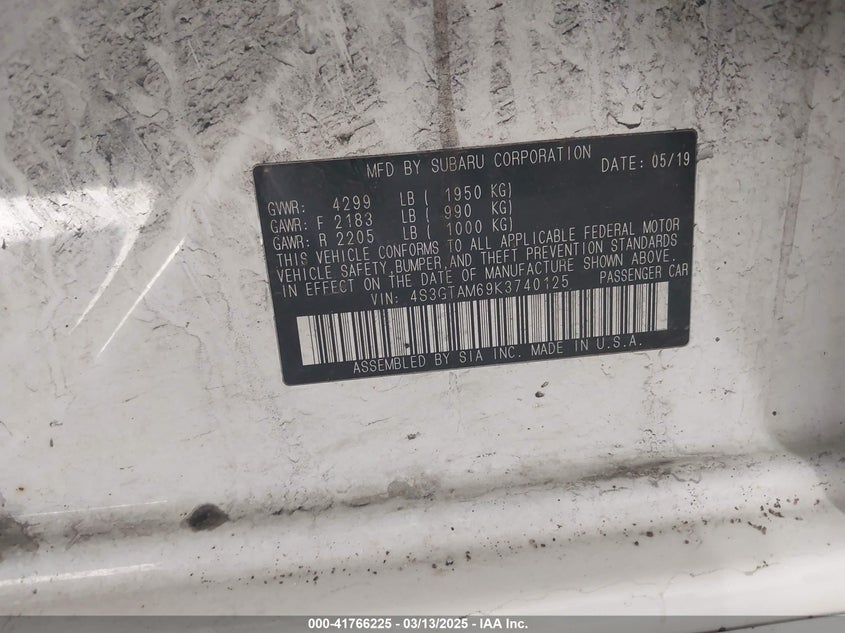 MFD BY SUBARU CORPORATION DATE: 05/19
GVWR: 4299 LB ( 1950 KG)
GAWR: F 2183 LB ( 990 KG)
GAWR: R 2205 LB ( 1000 KG)
THIS VEHICLE CONFORMS TO ALL APPLICABLE FEDERAL MOTOR
VEHICLE SAFETY, BUMPER, AND THEFT PREVENTION STANDARDS
IN EFFECT ON THE DATE OF MANUFACTURE SHOWN ABOVE.
VIN: 4S3GTAM69K3740125 PASSENGER CAR
ASSEMBLED BY SIA INC. MADE IN U.S.A.
000-41766225 - 03/13/2025 - IAA Inc.